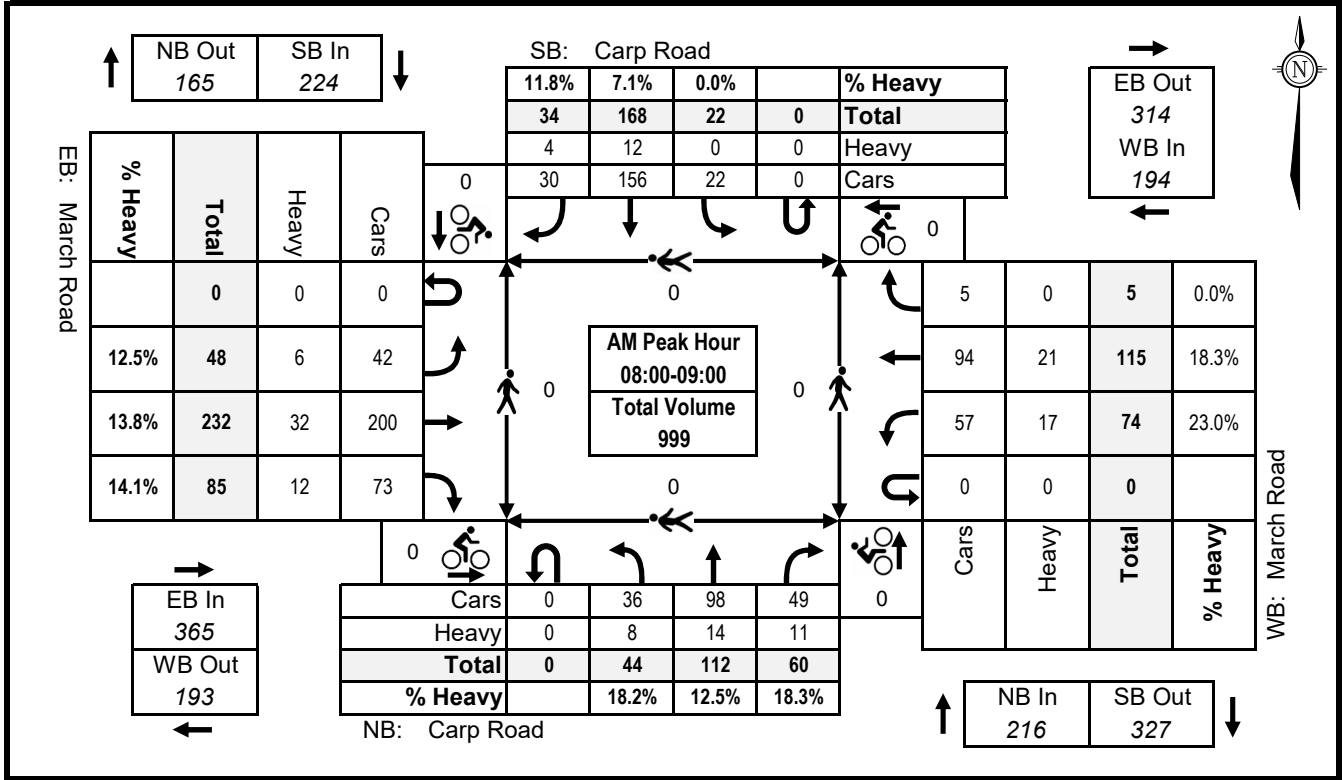 NB Out SB In
165 224
SB: Carp Road
11.8% 7.1% 0.0% % Heavy
34 168 22 0 Total
4 12 0 0 Heavy
30 156 22 0 Cars
EB Out
314
WB In
194
N
EB: March Road
% Heavy Total Heavy Cars
0
0
0 0 0
12.5% 48 6 42
13.8% 232 32 200
14.1% 85 12 73
0
0
AM Peak Hour
08:00-09:00
Total Volume
999
0
0
5 0 5 0.0%
94 21 115 18.3%
57 17 74 23.0%
0 0 0
Cars Heavy Total % Heavy
WB: March Road
0
0
EB In
365
WB Out
193
Cars 0 36 98 49
Heavy 0 8 14 11
Total 0 44 112 60
% Heavy 18.2% 12.5% 18.3%
NB: Carp Road
NB In SB Out
216 327